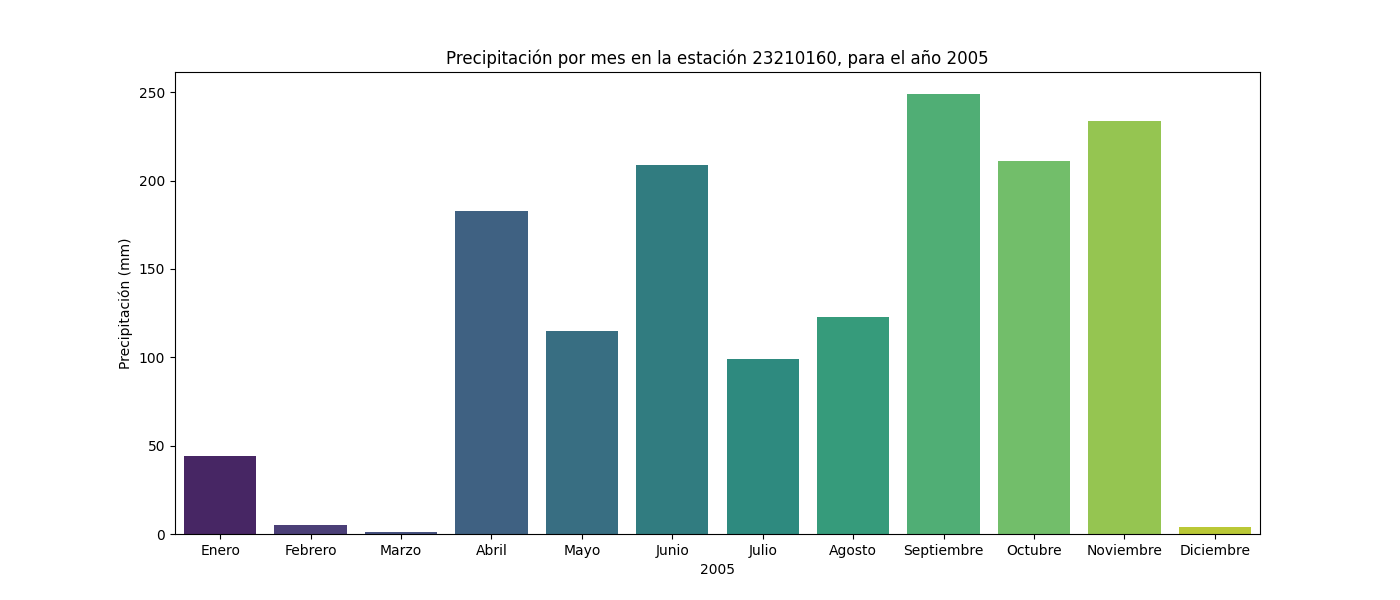 Precipitación por mes en la estación 23210160, para el año 2005
Precipitación (mm)
250
200
150
100
50
0
Enero Febrero Marzo Abril Mayo Junio Julio Agosto Septiembre Octubre Noviembre Diciembre
2005